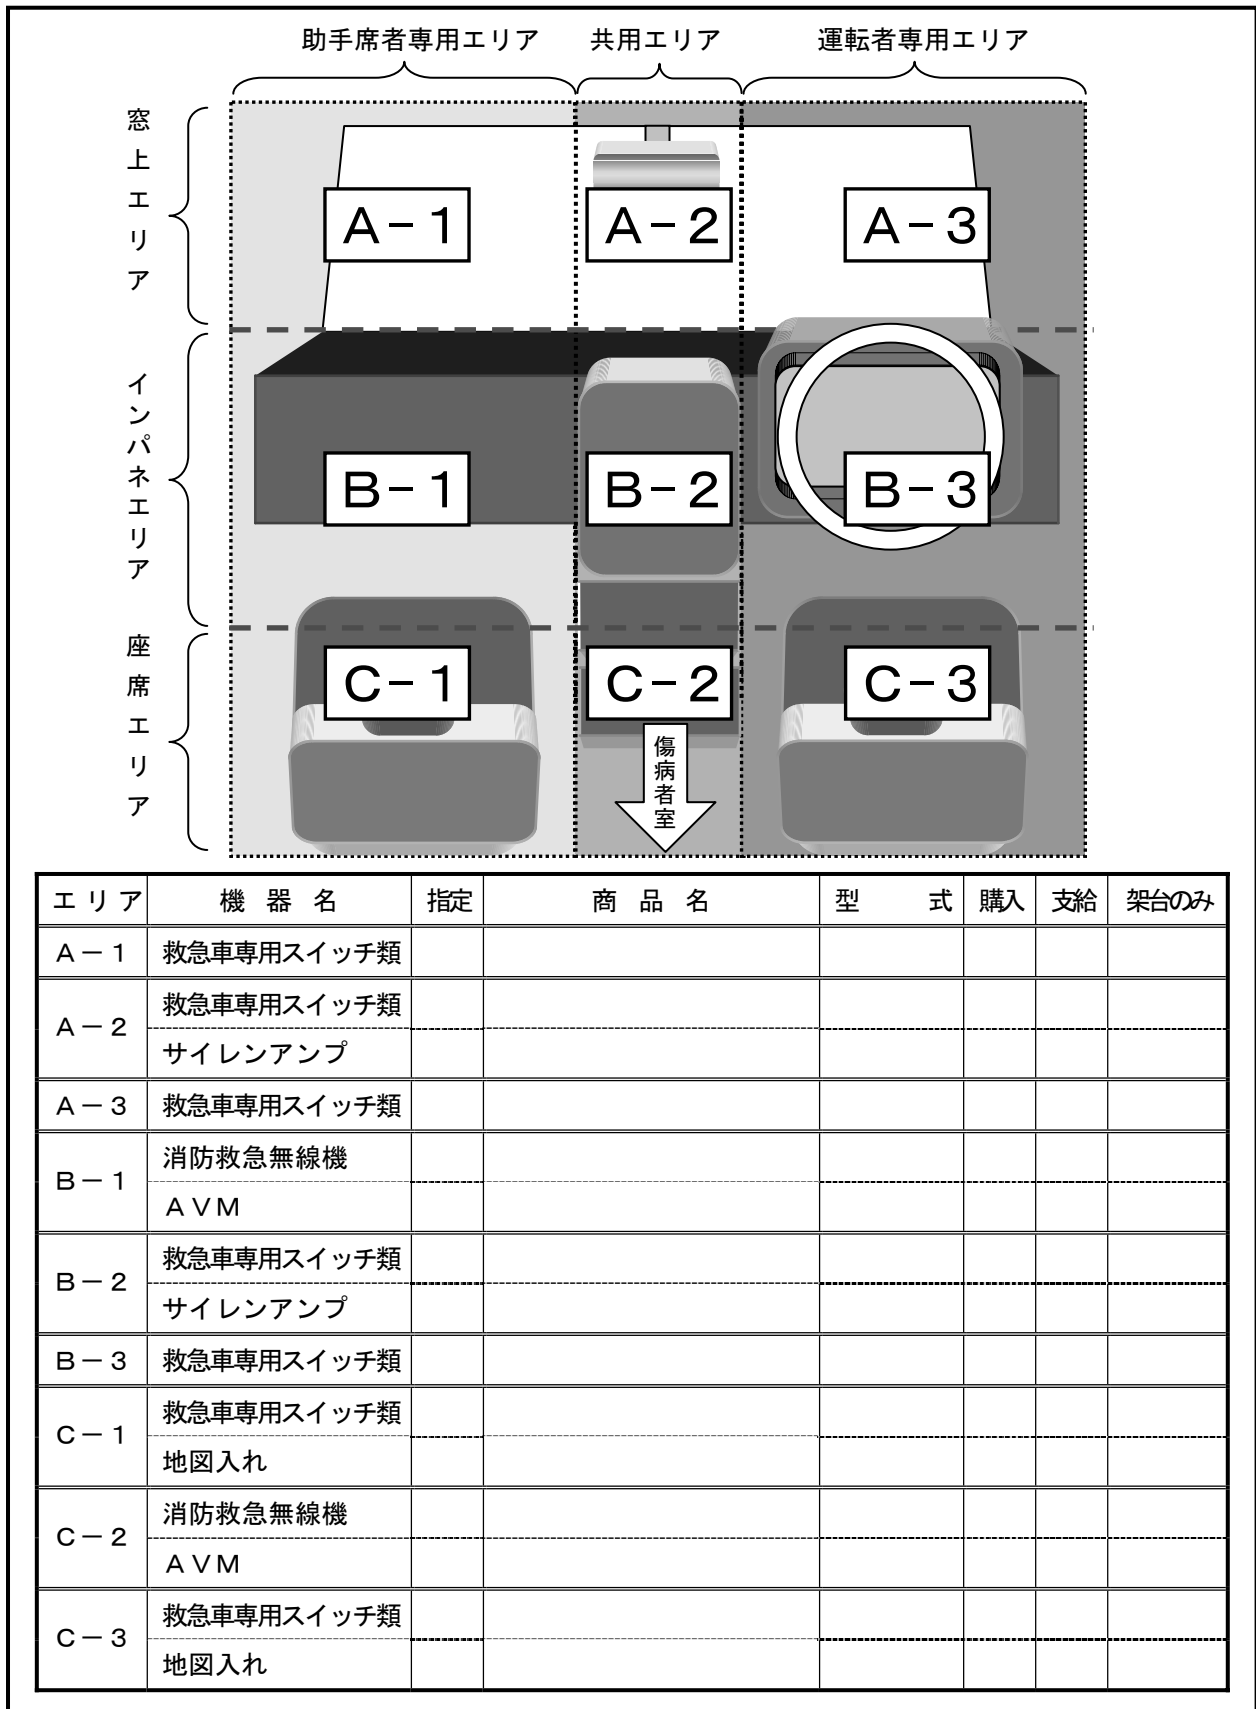 助手席者専用エリア 共用エリア 運転者専用エリア
窓上エリア
A-1 A-2 A-3
インパネエリア
B-1 B-2 B-3
座席エリア
C-1 C-2 C-3
傷病者室
エリア 機器名 指定 商品名 型式 購入 支給 架台のみ
A-1 救急車専用スイッチ類
A-2 救急車専用スイッチ類
サイレンアンプ
A-3 救急車専用スイッチ類
B-1 消防救急無線機
AVM
B-2 救急車専用スイッチ類
サイレンアンプ
B-3 救急車専用スイッチ類
C-1 救急車専用スイッチ類
地図入れ
C-2 消防救急無線機
AVM
C-3 救急車専用スイッチ類
地図入れ